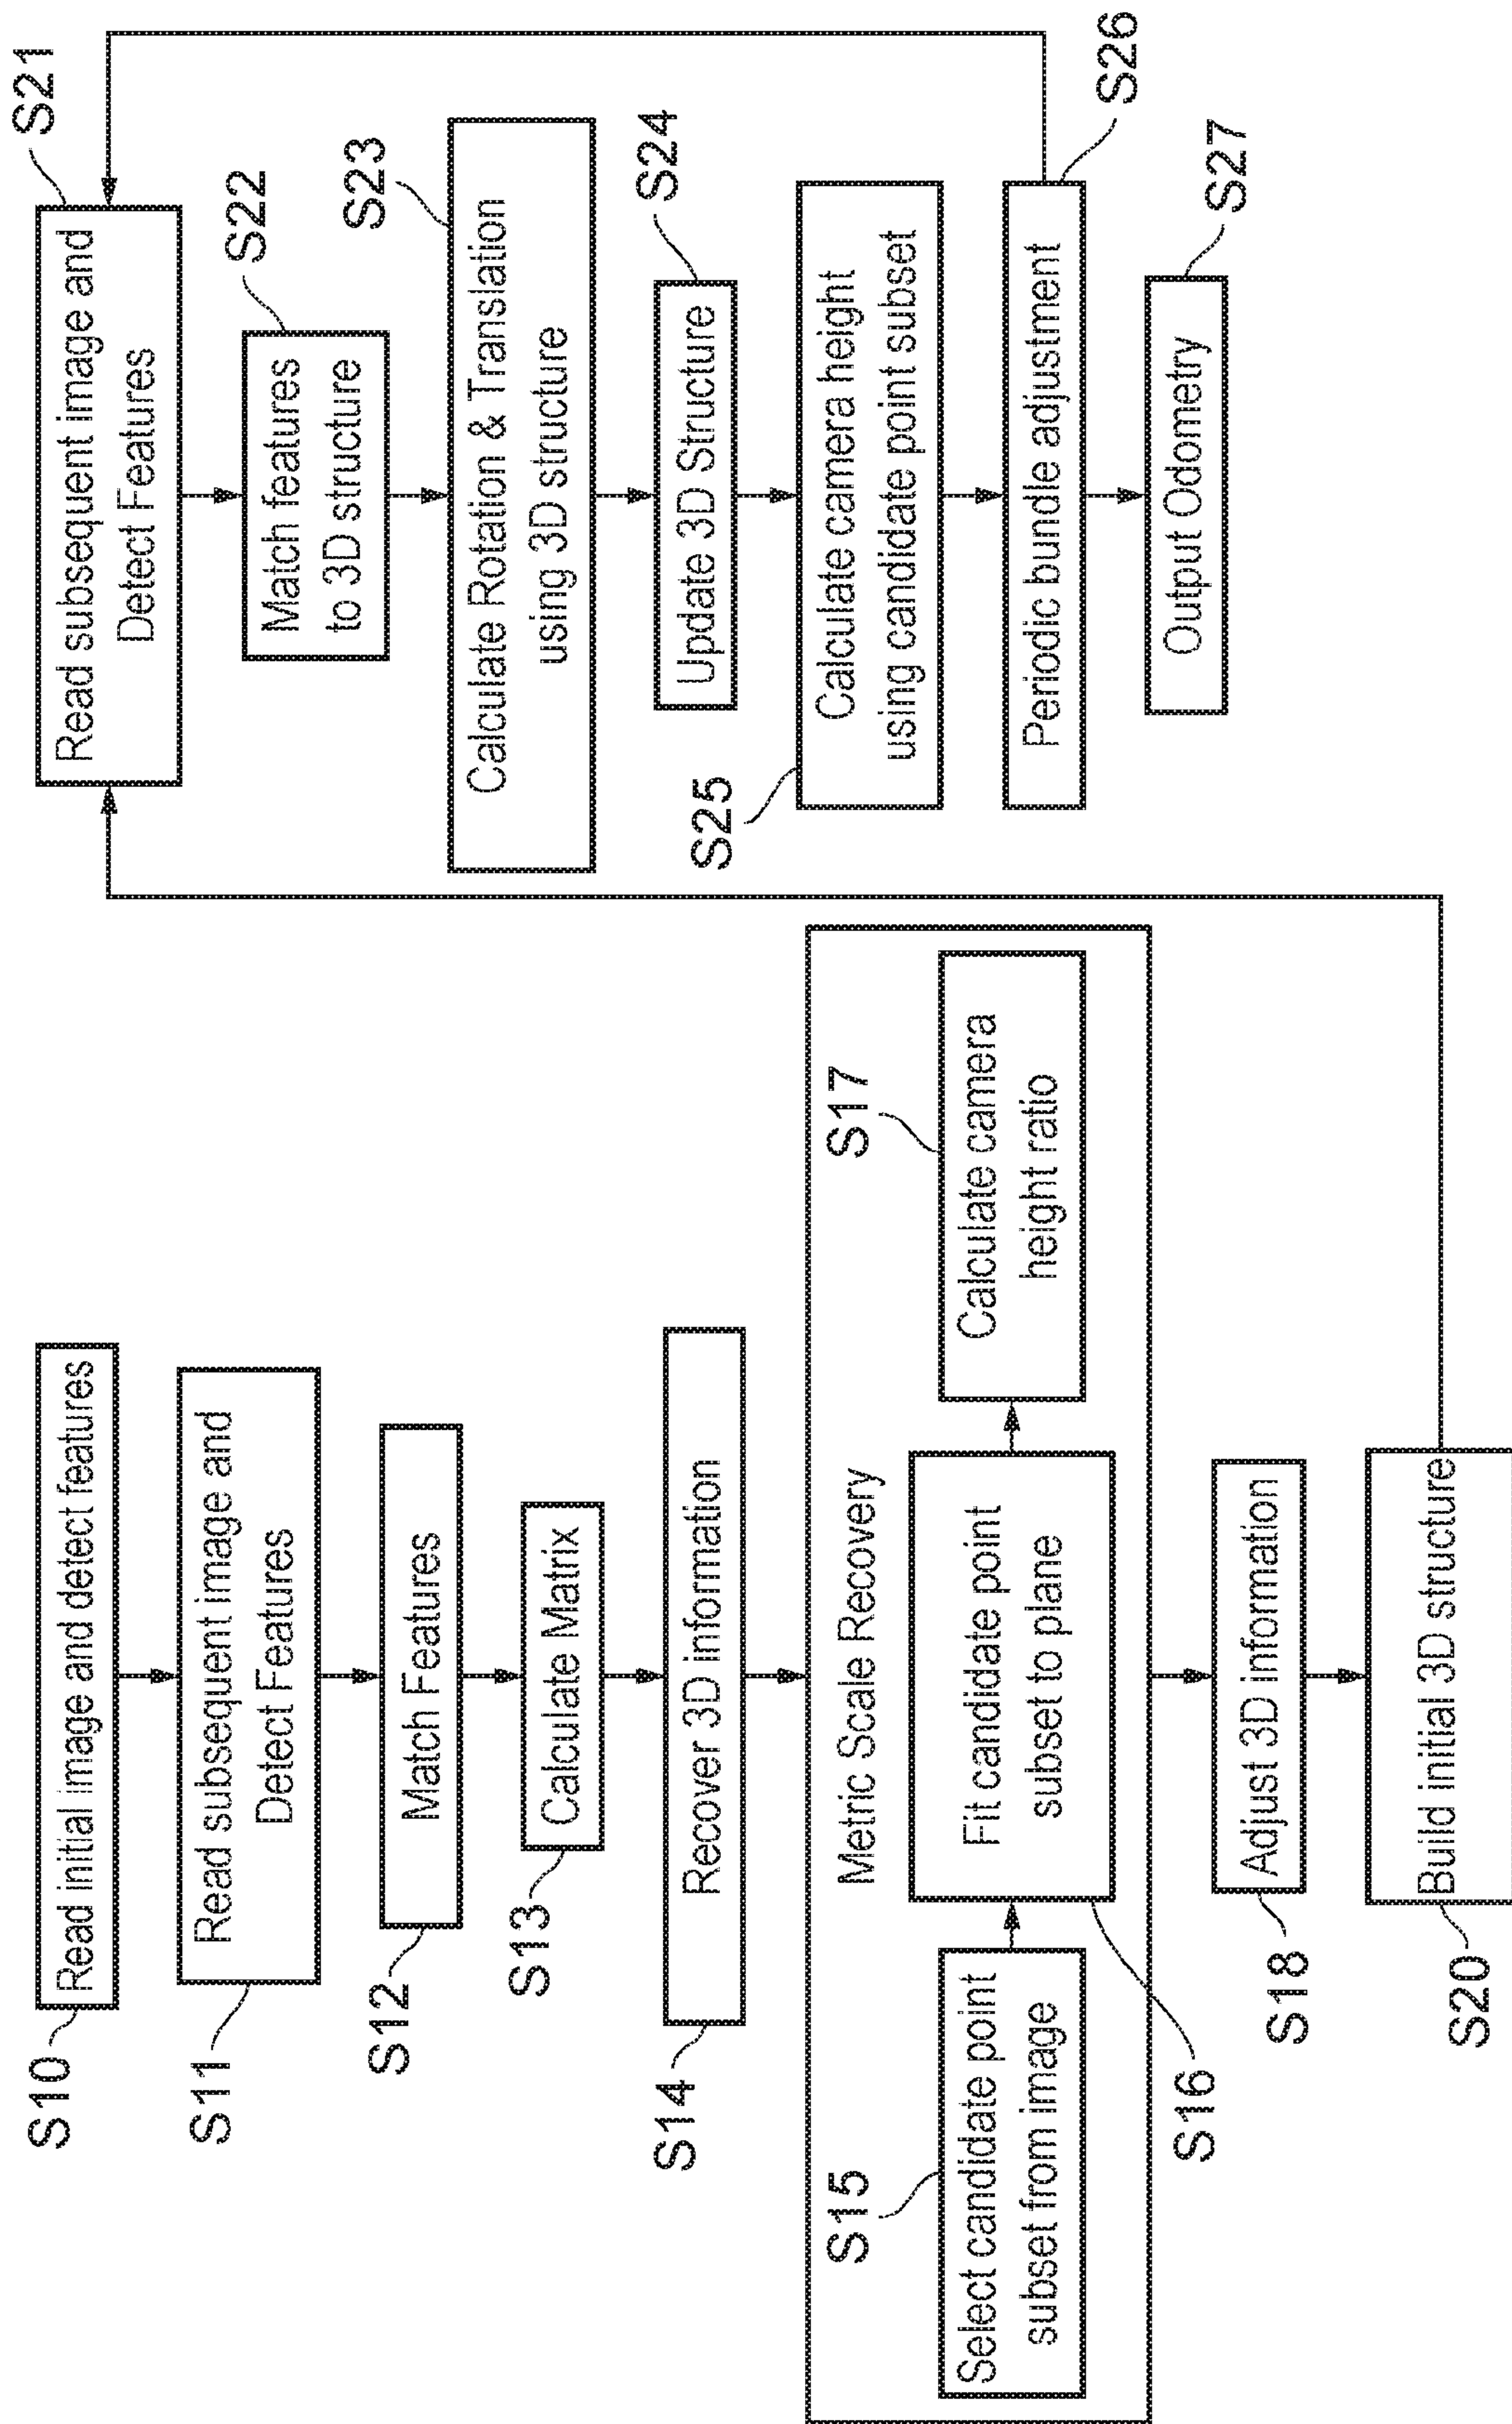 S10
Read initial image and detect features
S11
Read subsequent image and
Detect Features
S12
Match Features
S13
Calculate Matrix
S14
Recover 3D information
Metric Scale Recovery
S15
Select candidate point
subset from image
Fit candidate point
subset to plane
S16
S17
Calculate camera
height ratio
S18
Adjust 3D information
S20
Build initial 3D structure
S21
Read subsequent image and
Detect Features
S22
Match features
to 3D structure
S23
Calculate Rotation & Translation
using 3D structure
S24
Update 3D Structure
S25
Calculate camera height
using candidate point subset
S26
Periodic bundle adjustment
S27
Output Odometry